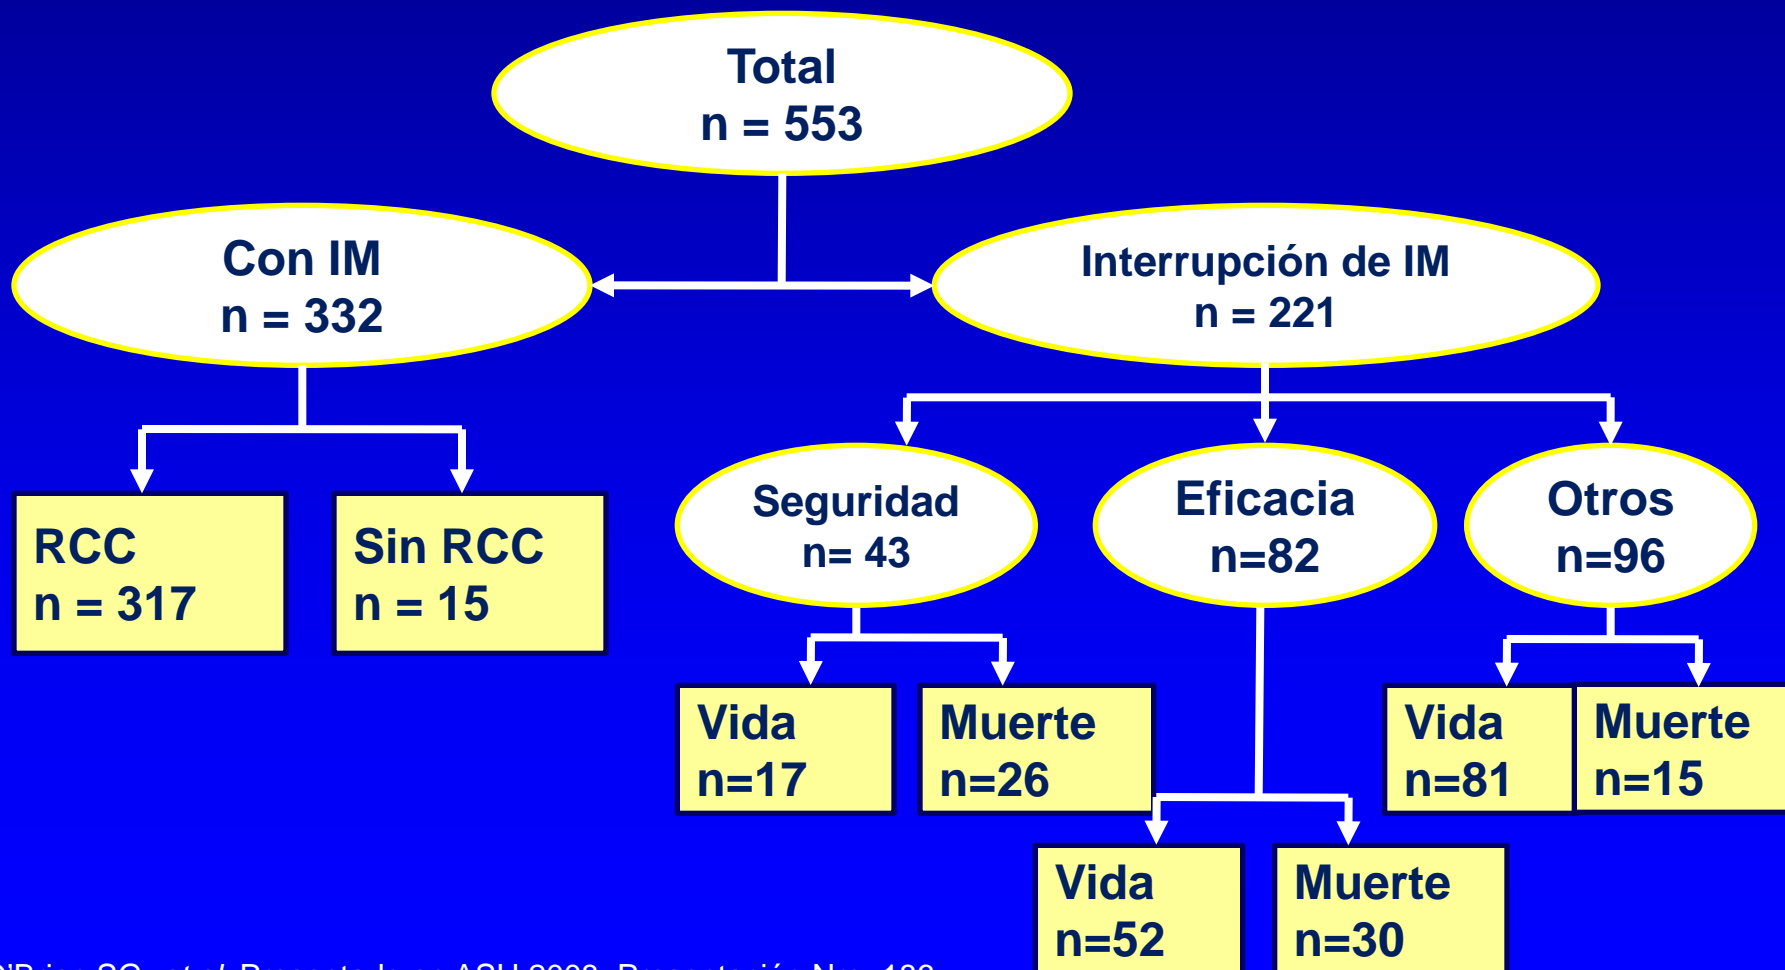 Total
n = 553
Con IM
n = 332
Interrupción de IM
n = 221
Seguridad
n= 43
Eficacia
n=82
Otros
n=96
RCC
n = 317
Sin RCC
n = 15
Vida
n=17
Muerte
n=26
Vida
n=81
Muerte
n=15
Vida
n=52
Muerte
n=30